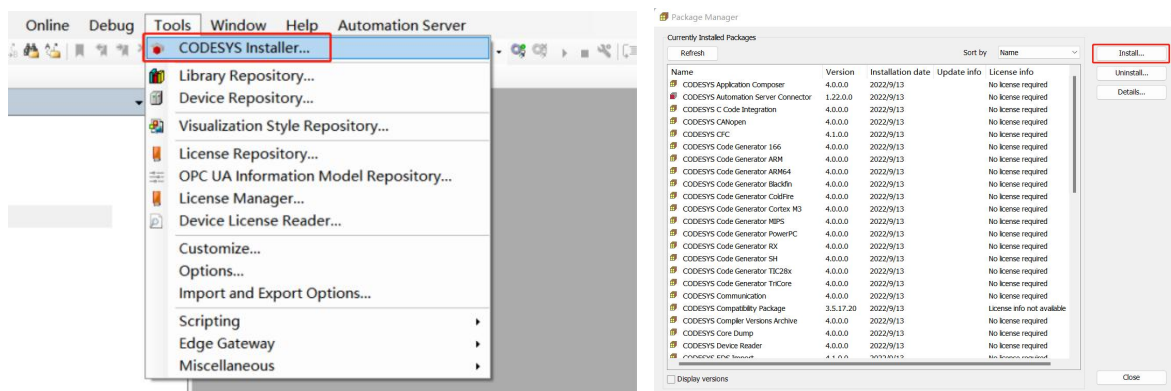 Online Debug Tools Window Help Automation Server
CODESYS Installer...
Library Repository...
Device Repository...
Visualization Style Repository...
License Repository...
OPC UA Information Model Repository...
License Manager...
Device License Reader...
Customize...
Options...
Import and Export Options...
Scripting
Edge Gateway
Miscellaneous
Package Manager
Currently Installed Packages
Refresh Sort by Name Install...
Name Version Installation date Update info License info Uninstall...
CODESYS Application Composer 4.0.0.0 2022/9/13 No license required
Details...
CODESYS Automation Server Connector 1.22.0.0 2022/9/13 No license required
CODESYS C Code Integration 4.0.0.0 2022/9/13 No license required
CODESYS CANopen 4.0.0.0 2022/9/13 No license required
CODESYS CFC 4.1.0.0 2022/9/13 No license required
CODESYS Code Generator 166 4.0.0.0 2022/9/13 No license required
CODESYS Code Generator ARM 4.0.0.0 2022/9/13 No license required
CODESYS Code Generator ARM64 4.0.0.0 2022/9/13 No license required
CODESYS Code Generator Blackfin 4.0.0.0 2022/9/13 No license required
CODESYS Code Generator ColdFire 4.0.0.0 2022/9/13 No license required
CODESYS Code Generator Cortex M3 4.0.0.0 2022/9/13 No license required
CODESYS Code Generator MIPS 4.0.0.0 2022/9/13 No license required
CODESYS Code Generator PowerPC 4.0.0.0 2022/9/13 No license required
CODESYS Code Generator RX 4.0.0.0 2022/9/13 No license required
CODESYS Code Generator SH 4.0.0.0 2022/9/13 No license required
CODESYS Code Generator TIC28x 4.0.0.0 2022/9/13 No license required
CODESYS Code Generator TriCore 4.0.0.0 2022/9/13 No license required
CODESYS Communication 4.0.0.0 2022/9/13 No license required
CODESYS Compatibility Package 3.5.17.20 2022/9/13 License info not available
CODESYS Compiler Versions Archive 4.0.0.0 2022/9/13 No license required
CODESYS Core Dump 4.0.0.0 2022/9/13 No license required
CODESYS Device Reader 4.0.0.0 2022/9/13 No license required
CODESYS EDS Import 4.1.0.0 2022/9/13 No license required
Display versions Close